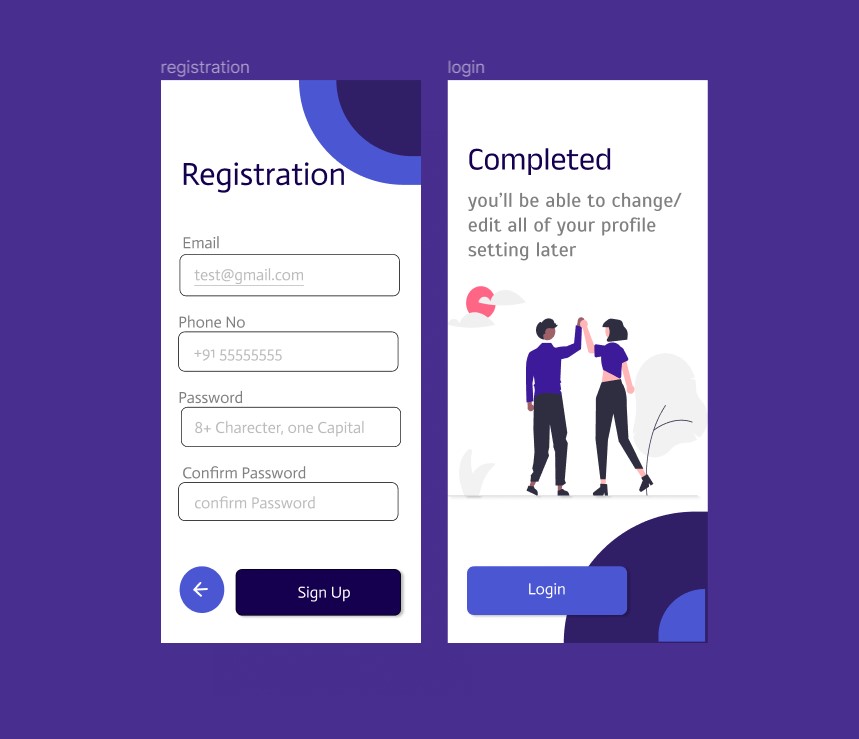 registration
Registration
Email
test@gmail.com
Phone No
+91 55555555
Password
8+ Charecter, one Capital
Confirm Password
confirm Password
Sign Up
login
Completed
you'll be able to change/
edit all of your profile
setting later
Login